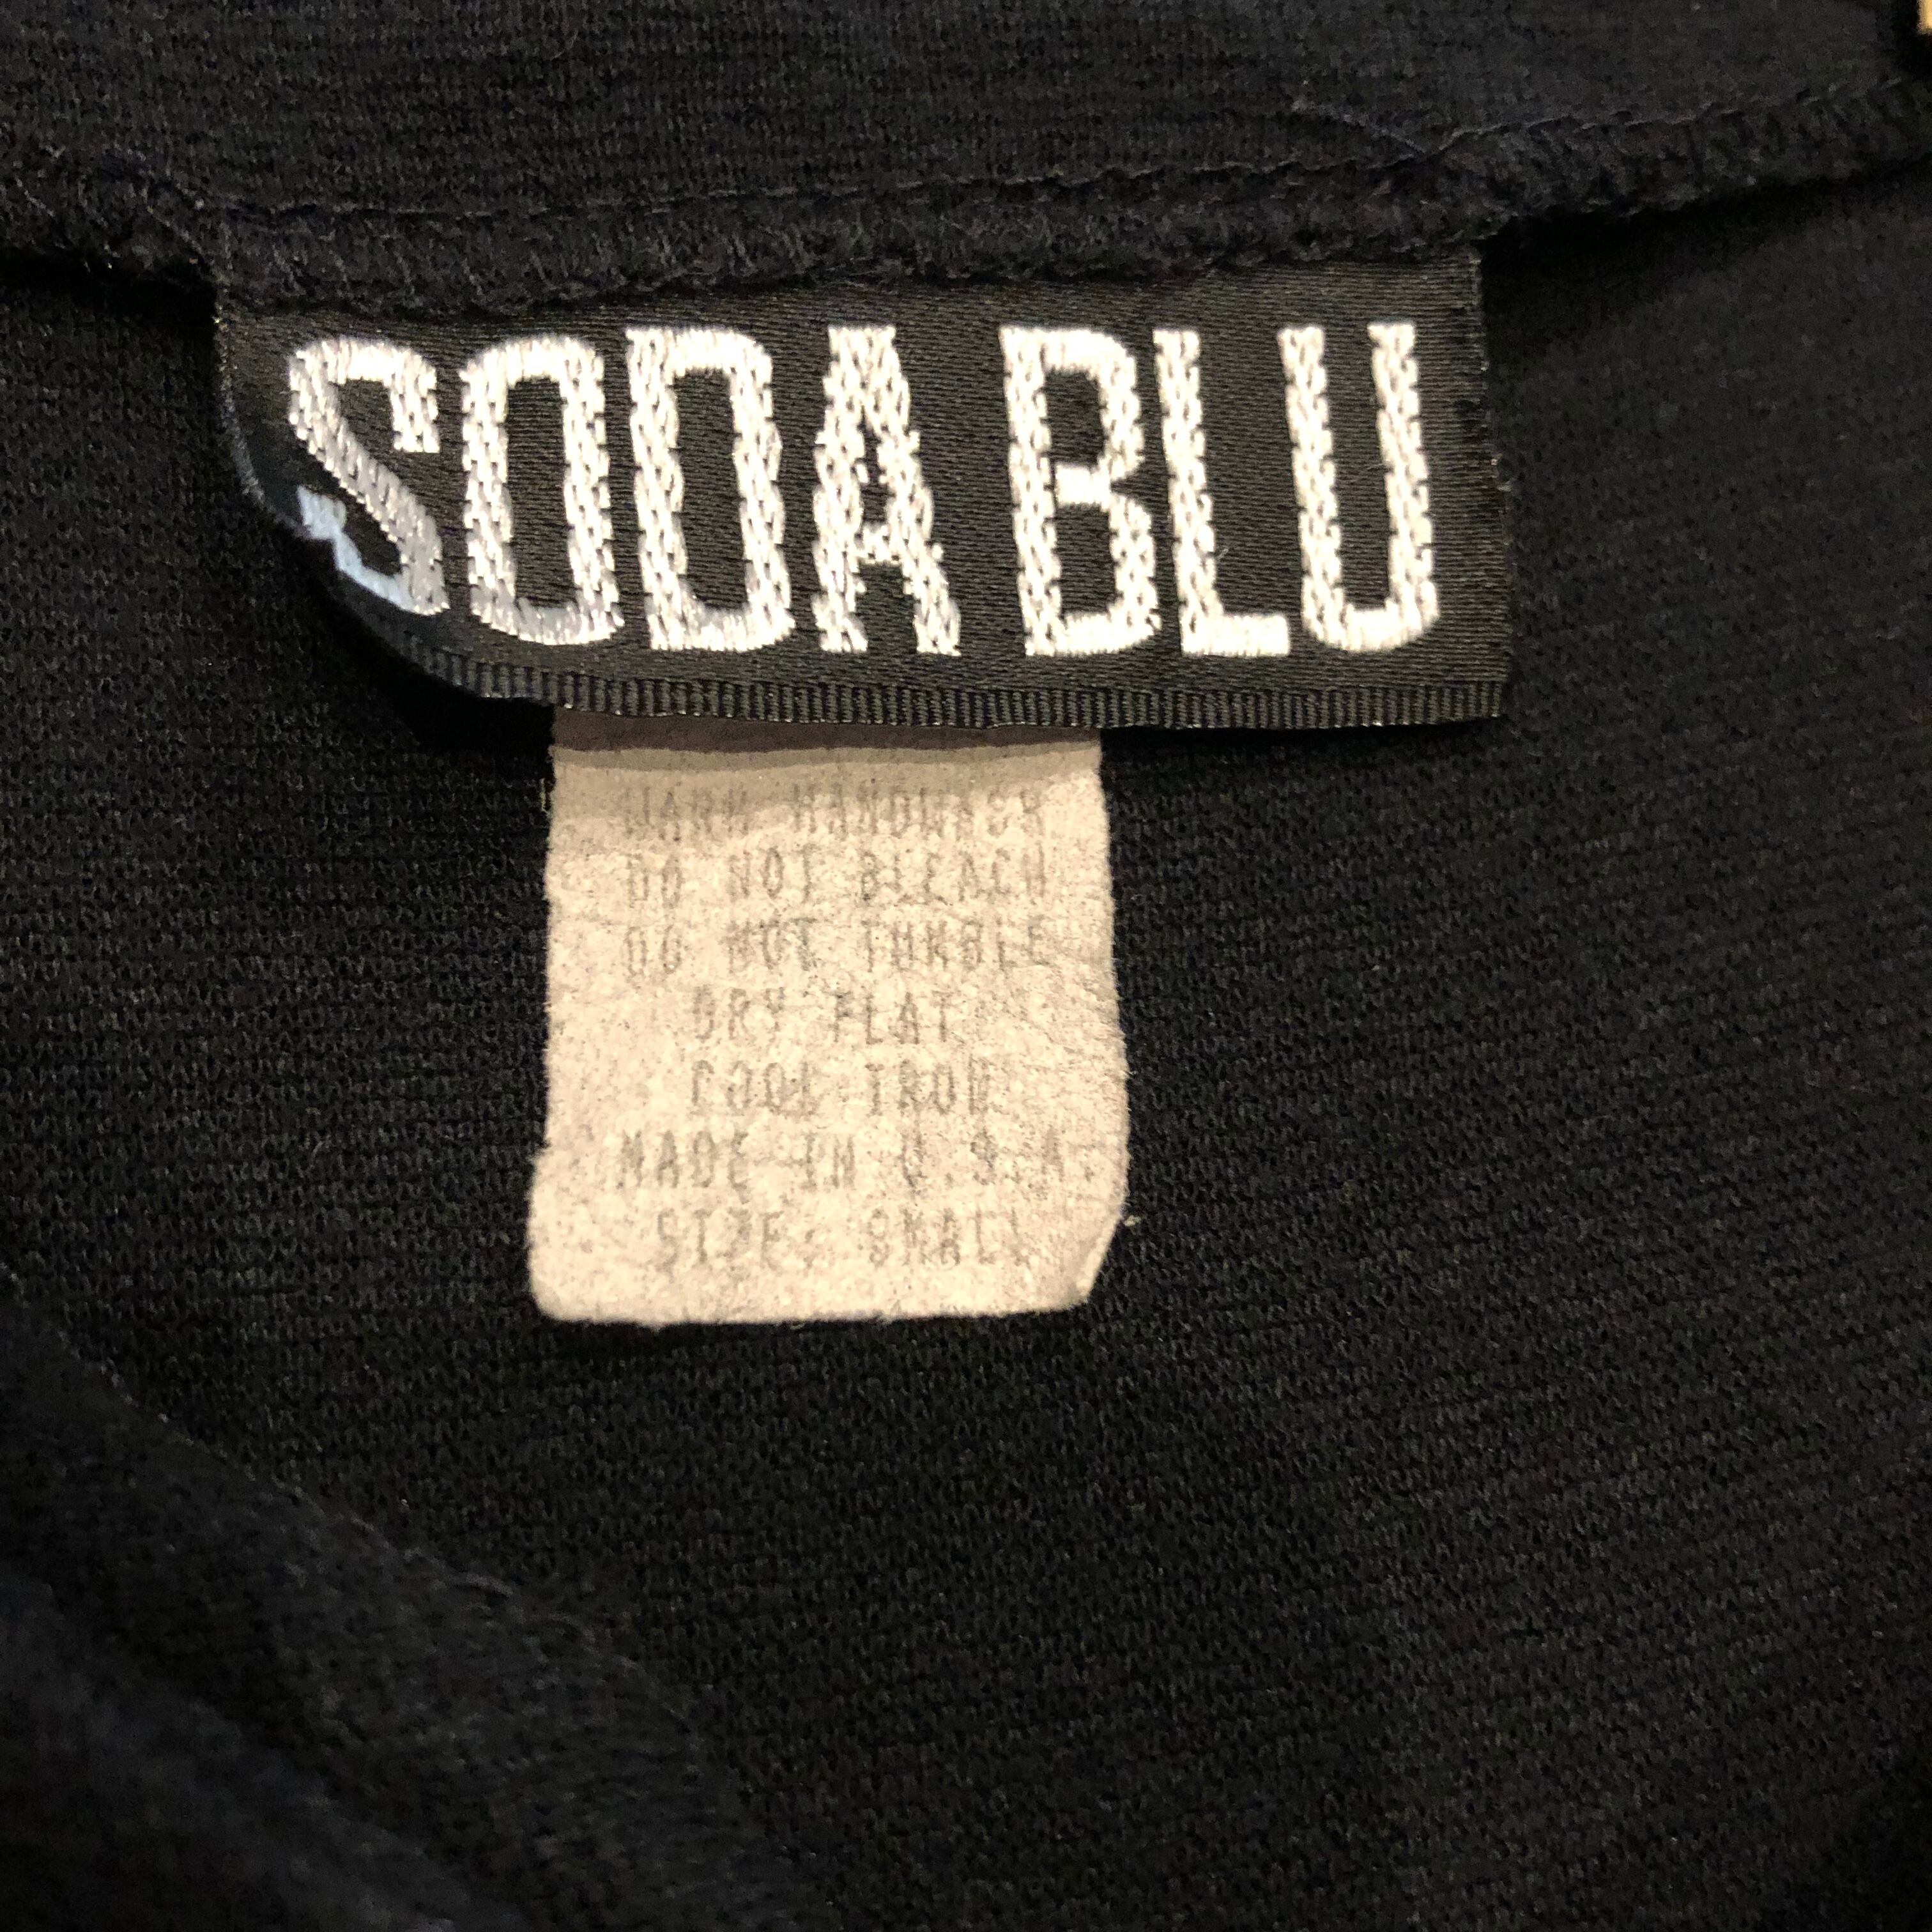 SODA BLU
WARM HANDWASH
DO NOT BLEACH
DO NOT TUMBLE
DRY FLAT
COOL IRON
MADE IN U.S.A.
SIZE: SMALL